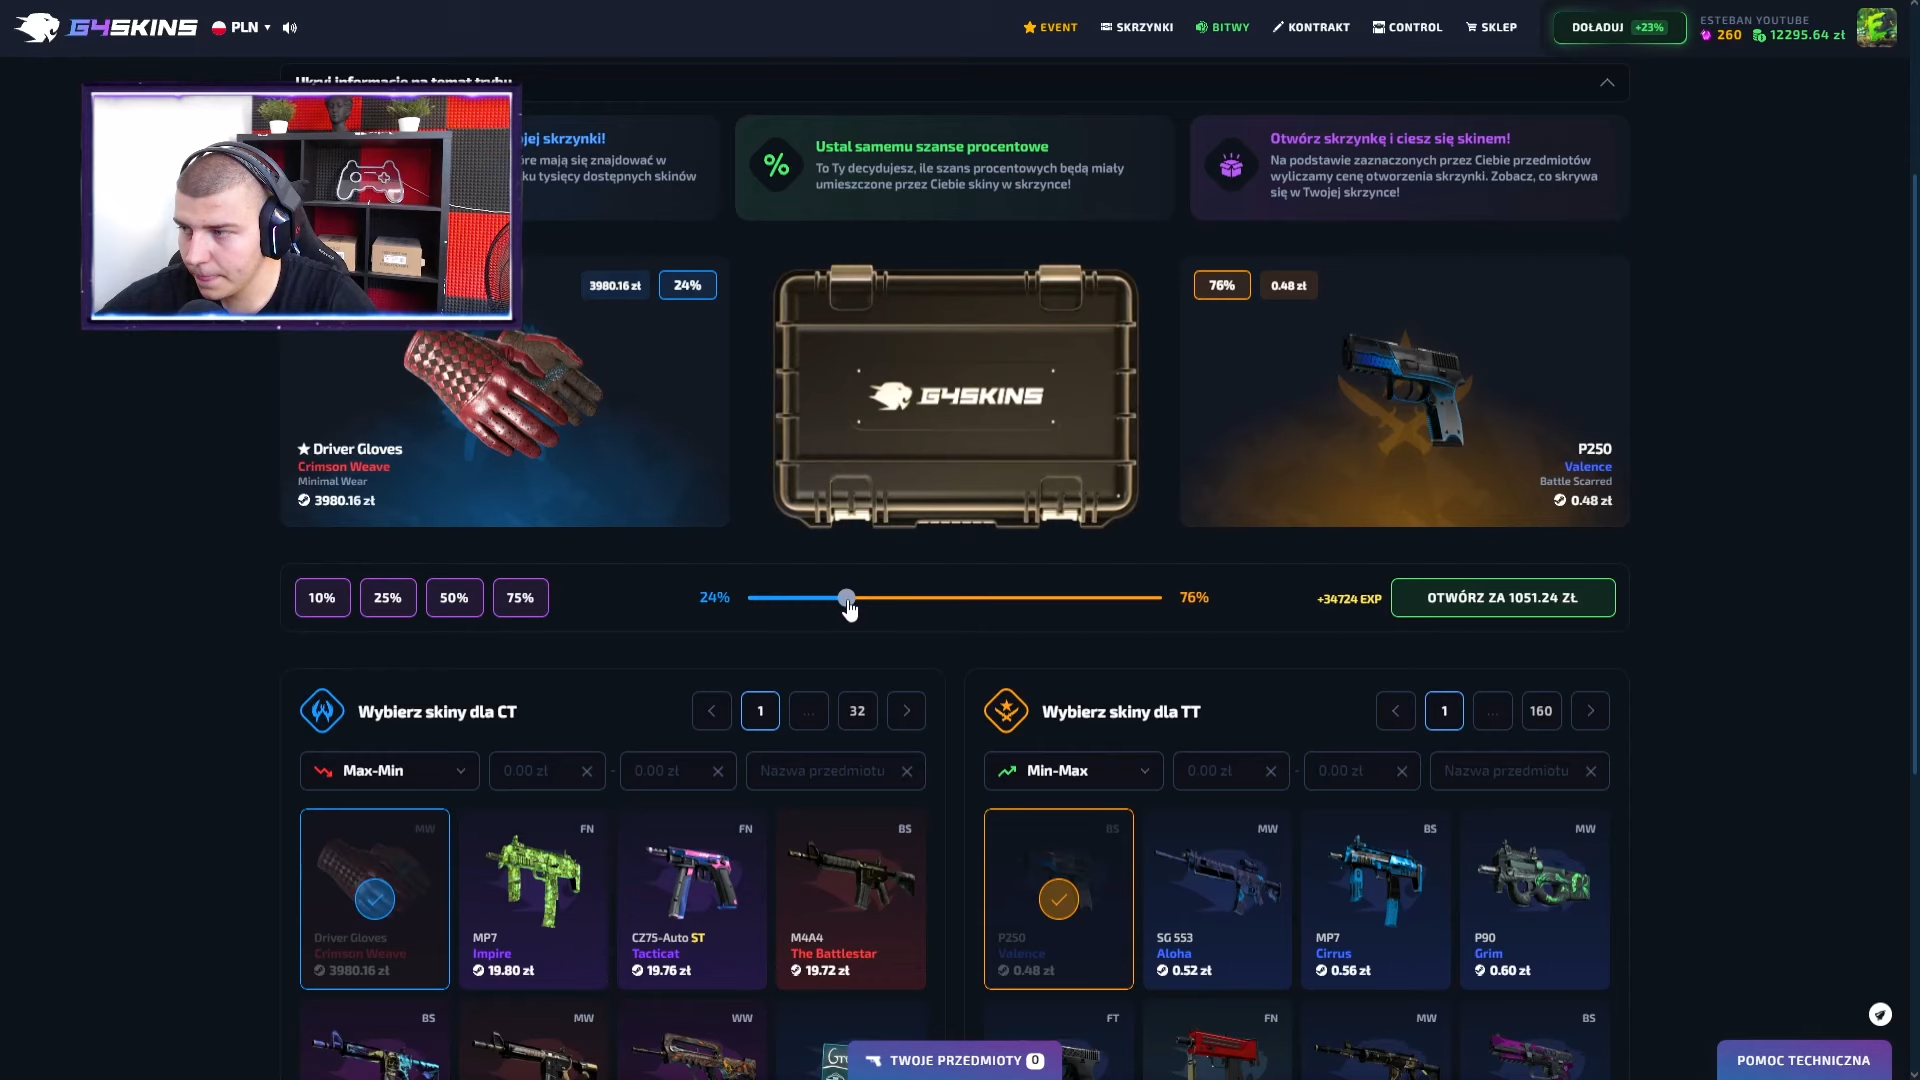 G4SKINS
PLN
EVENT
SKRZYNKI
BITWY
KONTRAKT
CONTROL
SKLEP
DOŁADUJ +23%
ESTEBAN YOUTUBE
260 12295.64 zł
Ukryj informacje na temat trybu
jej skrzynki!
óre mają się znajdować w
ku tysięcy dostępnych skinów
%
Ustal samemu szanse procentowe
To Ty decydujesz, ile szans procentowych będą miały
umieszczone przez Ciebie skiny w skrzynce!
Otwórz skrzynkę i ciesz się skinem!
Na podstawie zaznaczonych przez Ciebie przedmiotów
wyliczamy cenę otworzenia skrzynki. Zobacz, co skrywa
się w Twojej skrzynce!
3980.16 zł 24%
★ Driver Gloves
Crimson Weave
Minimal Wear
3980.16 zł
G4SKINS
76% 0.48 zł
P250
Valence
Battle Scarred
0.48 zł
10% 25% 50% 75%
24%
76%
+34724 EXP
OTWÓRZ ZA 1051.24 ZŁ
Wybierz skiny dla CT
1 ... 32
Max-Min
0.00 zł - 0.00 zł
Nazwa przedmiotu
MW
Driver Gloves
Crimson Weave
3980.16 zł
FN
MP7
Impire
19.80 zł
FN
CZ75-Auto ST
Tacticat
19.76 zł
BS
M4A4
The Battlestar
19.72 zł
BS
MW
WW
Wybierz skiny dla TT
1 ... 160
Min-Max
0.00 zł - 0.00 zł
Nazwa przedmiotu
BS
P250
Valence
0.48 zł
MW
SG 553
Aloha
0.52 zł
BS
MP7
Cirrus
0.56 zł
MW
P90
Grim
0.60 zł
FT
FN
MW
BS
TWOJE PRZEDMIOTY 0
POMOC TECHNICZNA